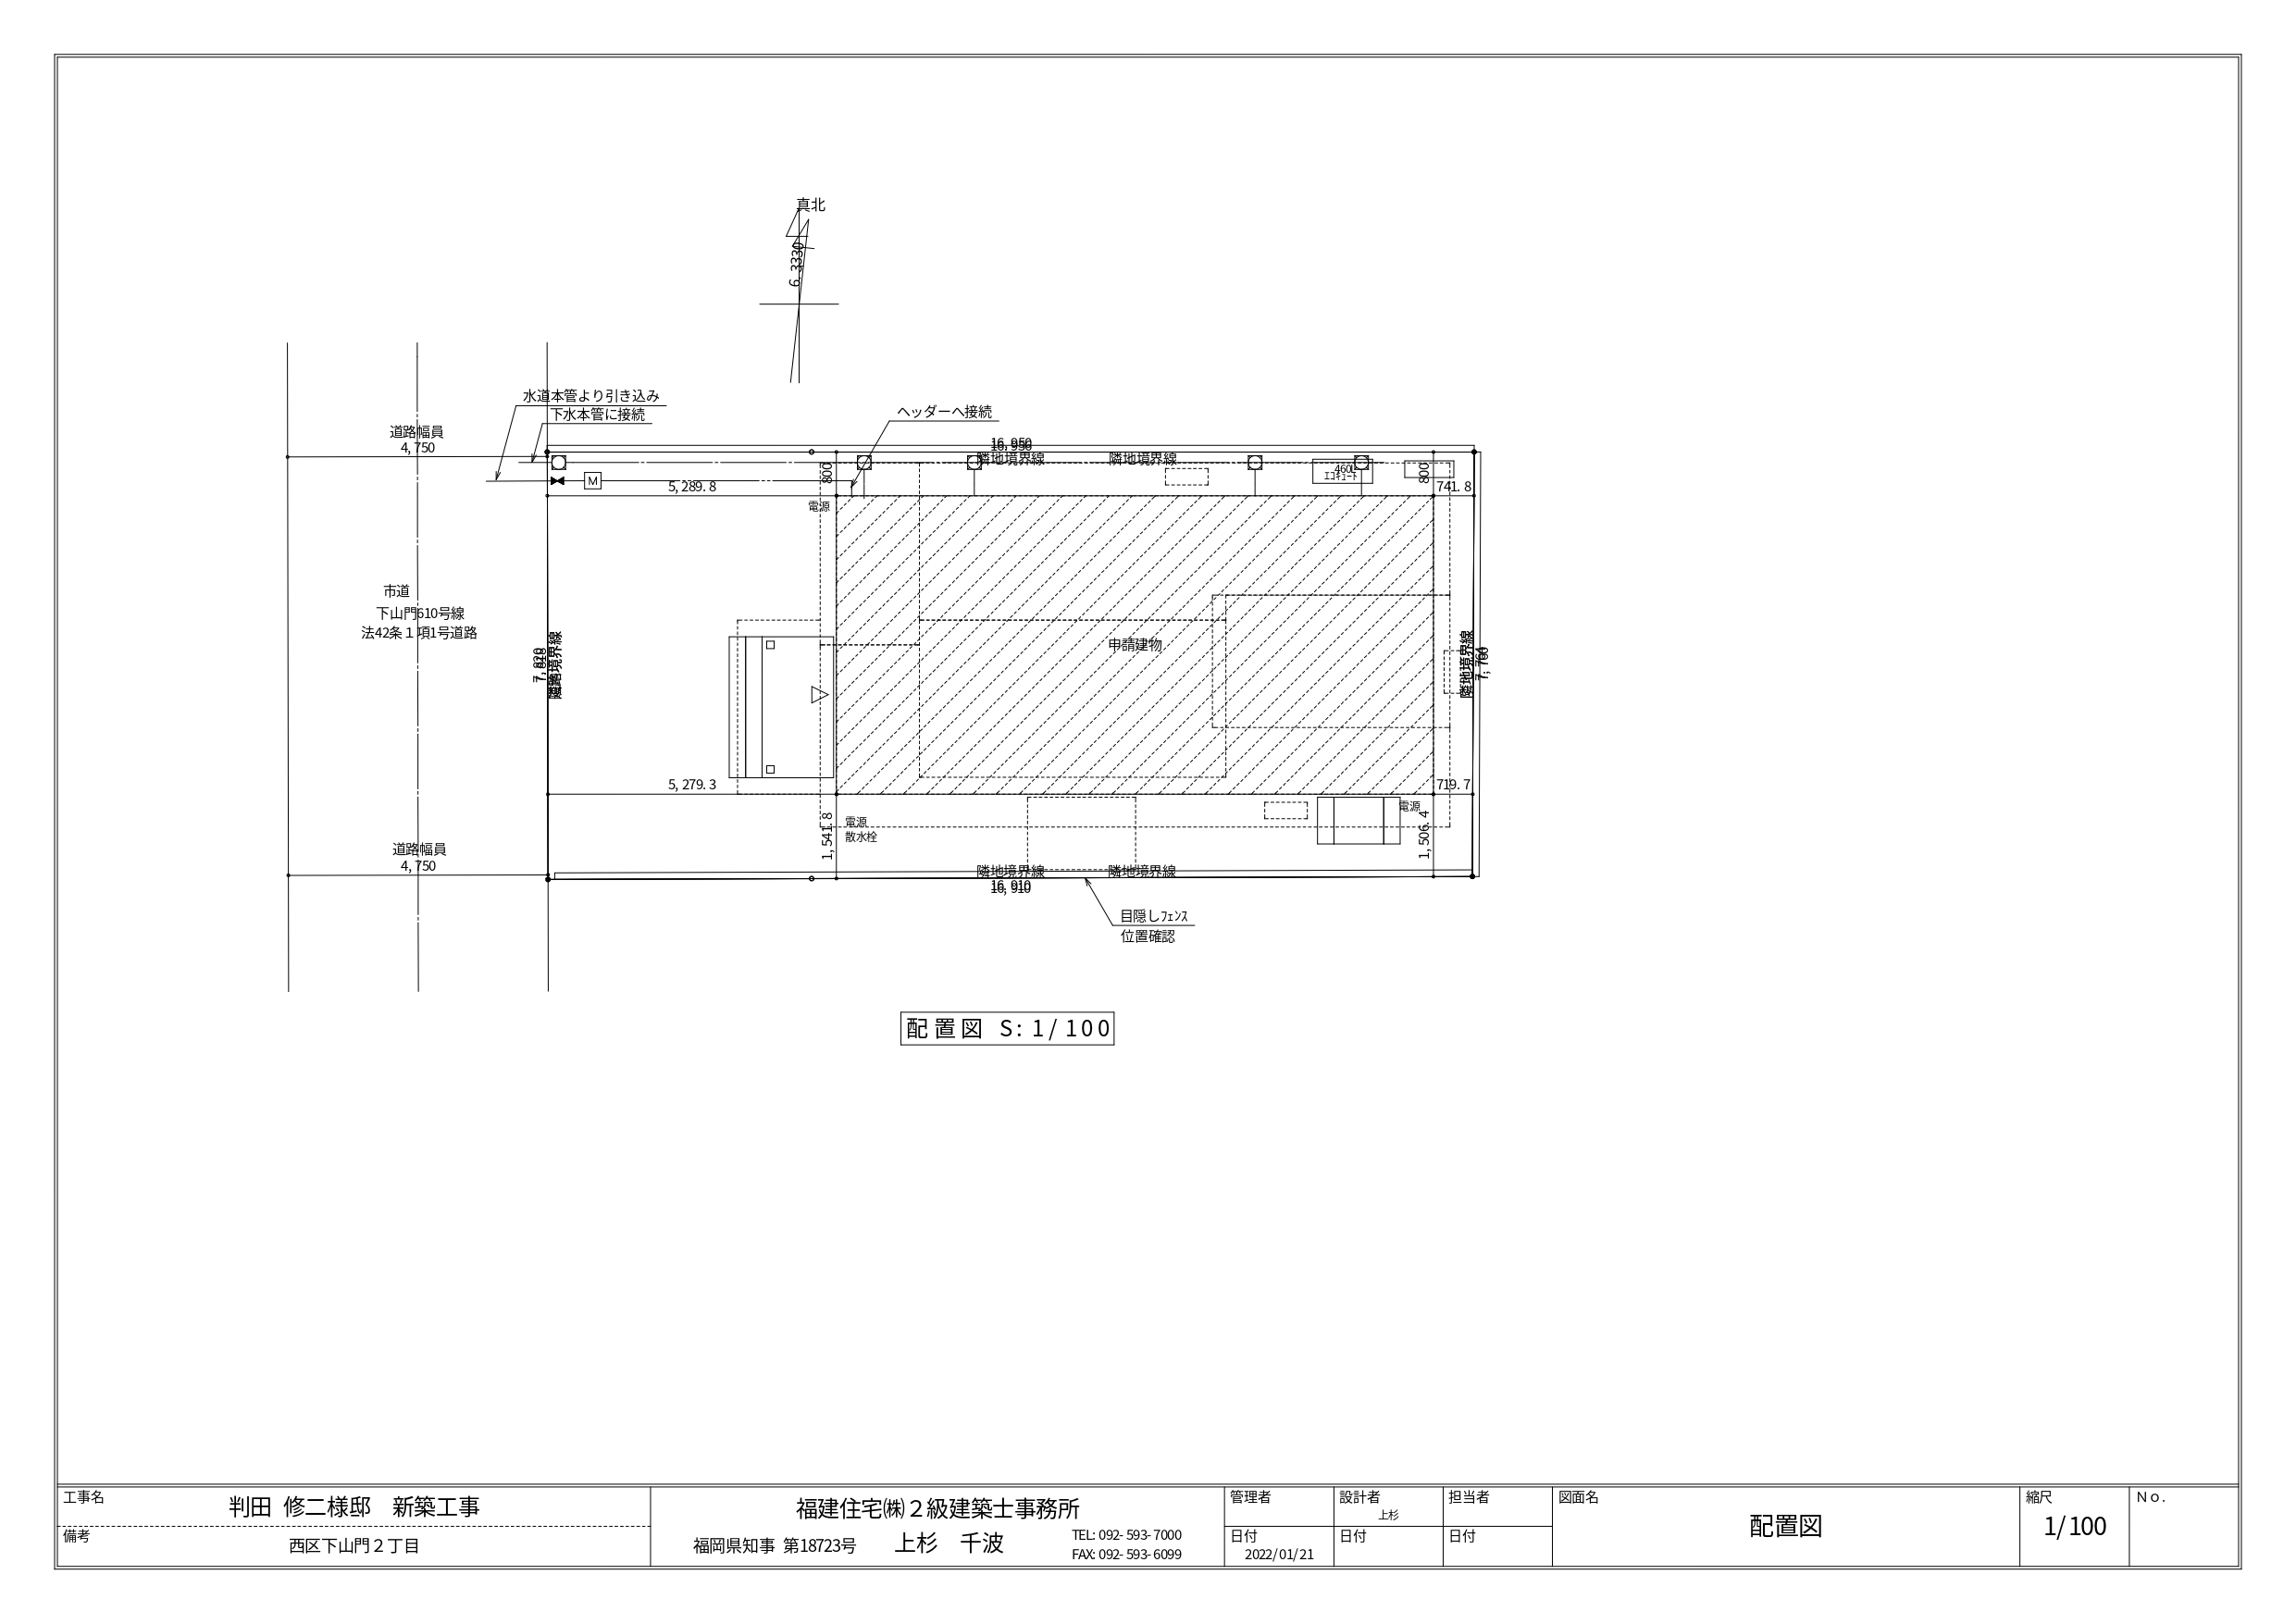 真北
6.3330
水道本管より引き込み
下水本管に接続
ヘッダーへ接続
道路幅員
4,750
16,950
隣地境界線
隣地境界線
800
460L
エコキュート
800
M
5,289.8
741.8
電源
市道
下山門610号線
法42条1項1号道路
申請建物
7,820
隣地境界線
7,760
5,279.3
719.7
電源
電源
散水栓
1,541.8
1,506.4
道路幅員
4,750
隣地境界線
隣地境界線
16,910
目隠しフェンス
位置確認
配置図 S:1/100
工事名
判田 修二様邸 新築工事
備考
西区下山門2丁目
福建住宅㈱2級建築士事務所
福岡県知事 第18723号
上杉 千波
TEL:092-593-7000
FAX:092-593-6099
管理者
設計者
上杉
担当者
日付
2022/01/21
日付
日付
図面名
配置図
縮尺
1/100
No.